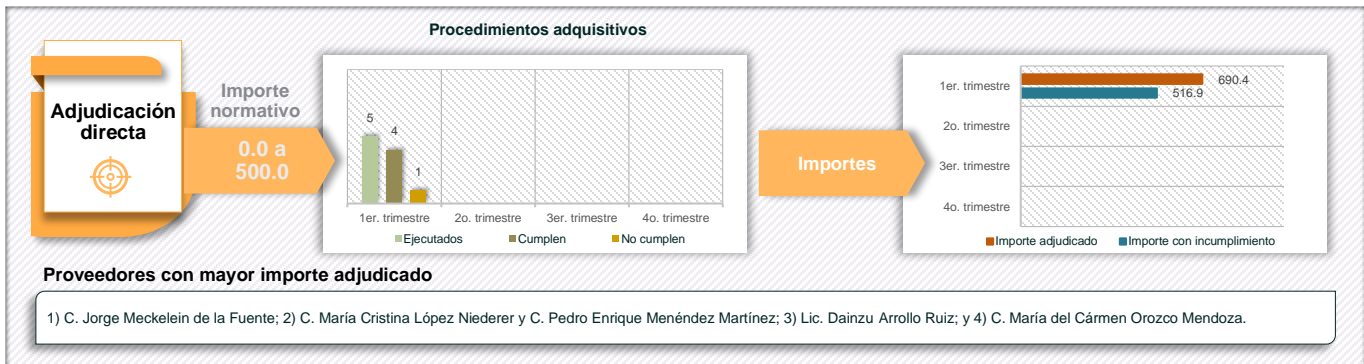 Procedimientos adquisitivos
Adjudicación
directa
Importe
normativo
0.0 a
500.0
5
4
1
1er. trimestre 2o. trimestre 3er. trimestre 4o. trimestre
Ejecutados Cumplen No cumplen
Importes
1er. trimestre
690.4
516.9
2o. trimestre
3er. trimestre
4o. trimestre
Importe adjudicado Importe con incumplimiento
Proveedores con mayor importe adjudicado
1) C. Jorge Meckelein de la Fuente; 2) C. María Cristina López Niederer y C. Pedro Enrique Menéndez Martínez; 3) Lic. Dainzu Arrollo Ruiz; y 4) C. María del Cármen Orozco Mendoza.